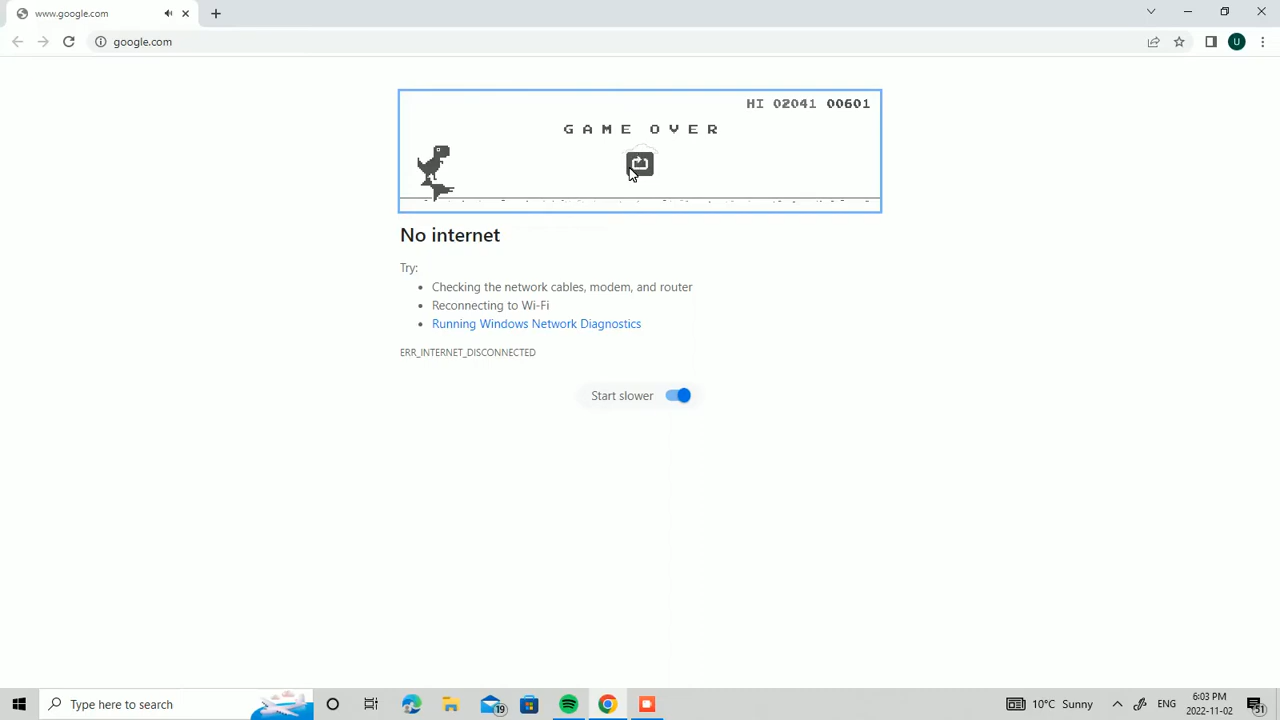 www.google.com
google.com
U
HI 02041 00601
GAME OVER
No internet
Try:
Checking the network cables, modem, and router
Reconnecting to Wi-Fi
Running Windows Network Diagnostics
ERR_INTERNET_DISCONNECTED
Start slower
Type here to search
19
10°C Sunny
ENG
6:03 PM
2022-11-02
51